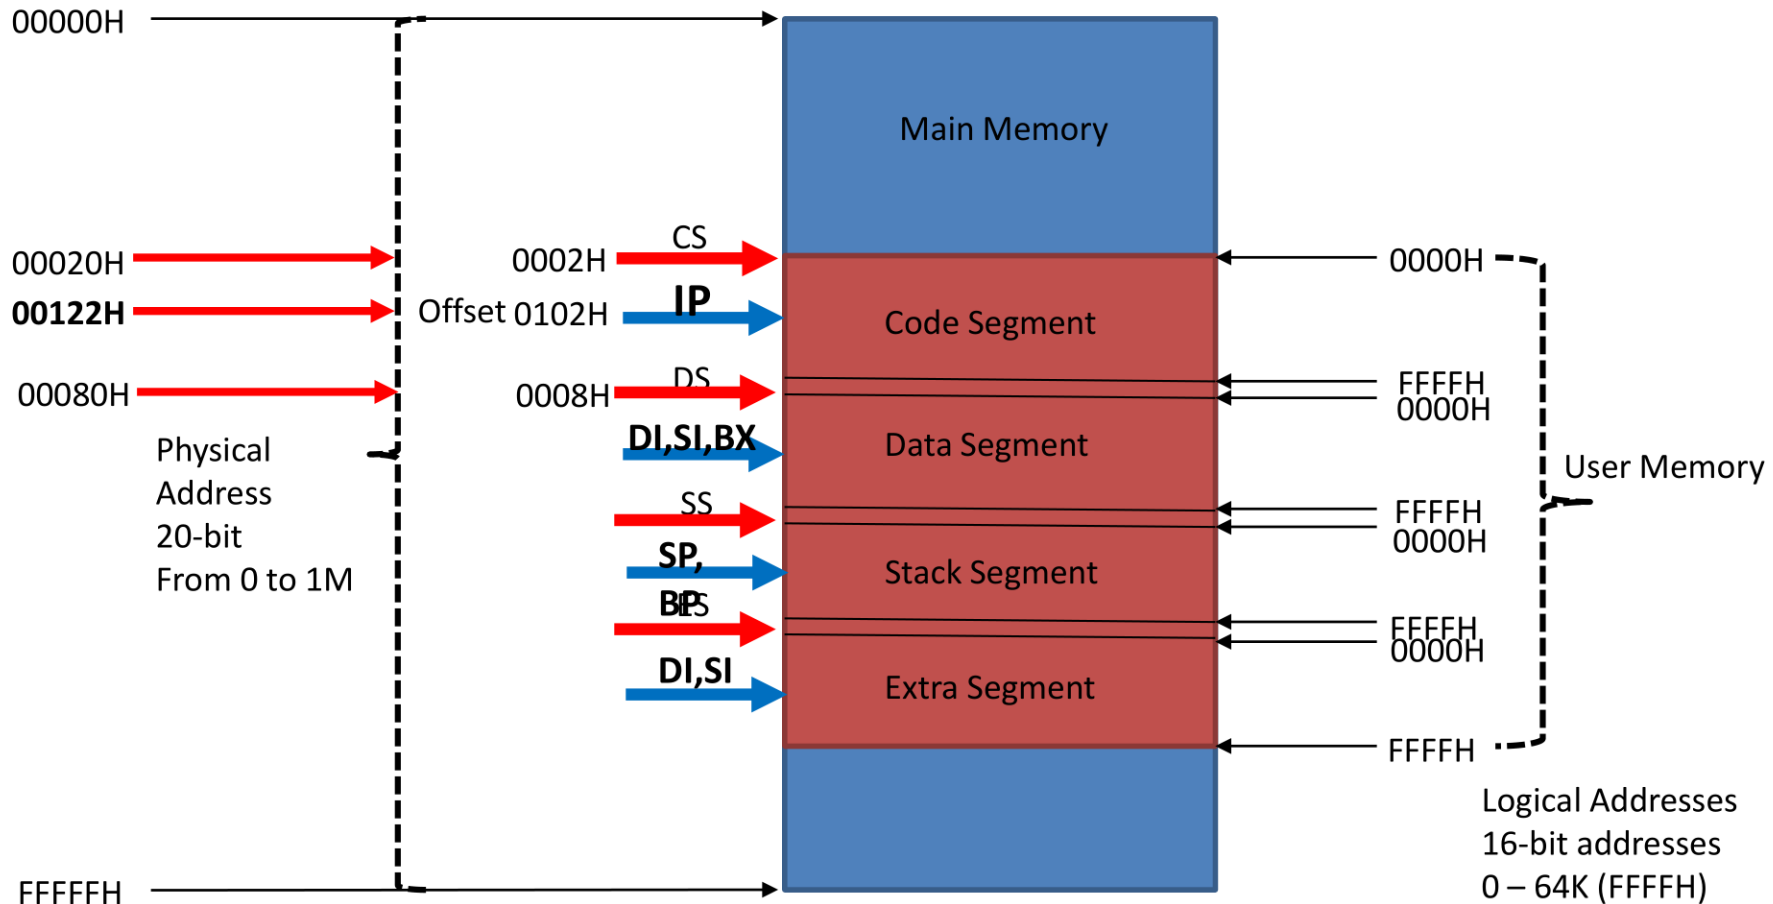 00000H
Main Memory
CS
00020H
0002H
0000H
IP
00122H
Offset 0102H
Code Segment
DS
FFFFH
00080H
0008H
0000H
DI,SI,BX
Data Segment
Physical
Address
20-bit
From 0 to 1M
User Memory
SS
FFFFH
0000H
SP,
BP
Stack Segment
ES
FFFFH
0000H
DI,SI
Extra Segment
FFFFH
Logical Addresses
16-bit addresses
0 – 64K (FFFFH)
FFFFFH